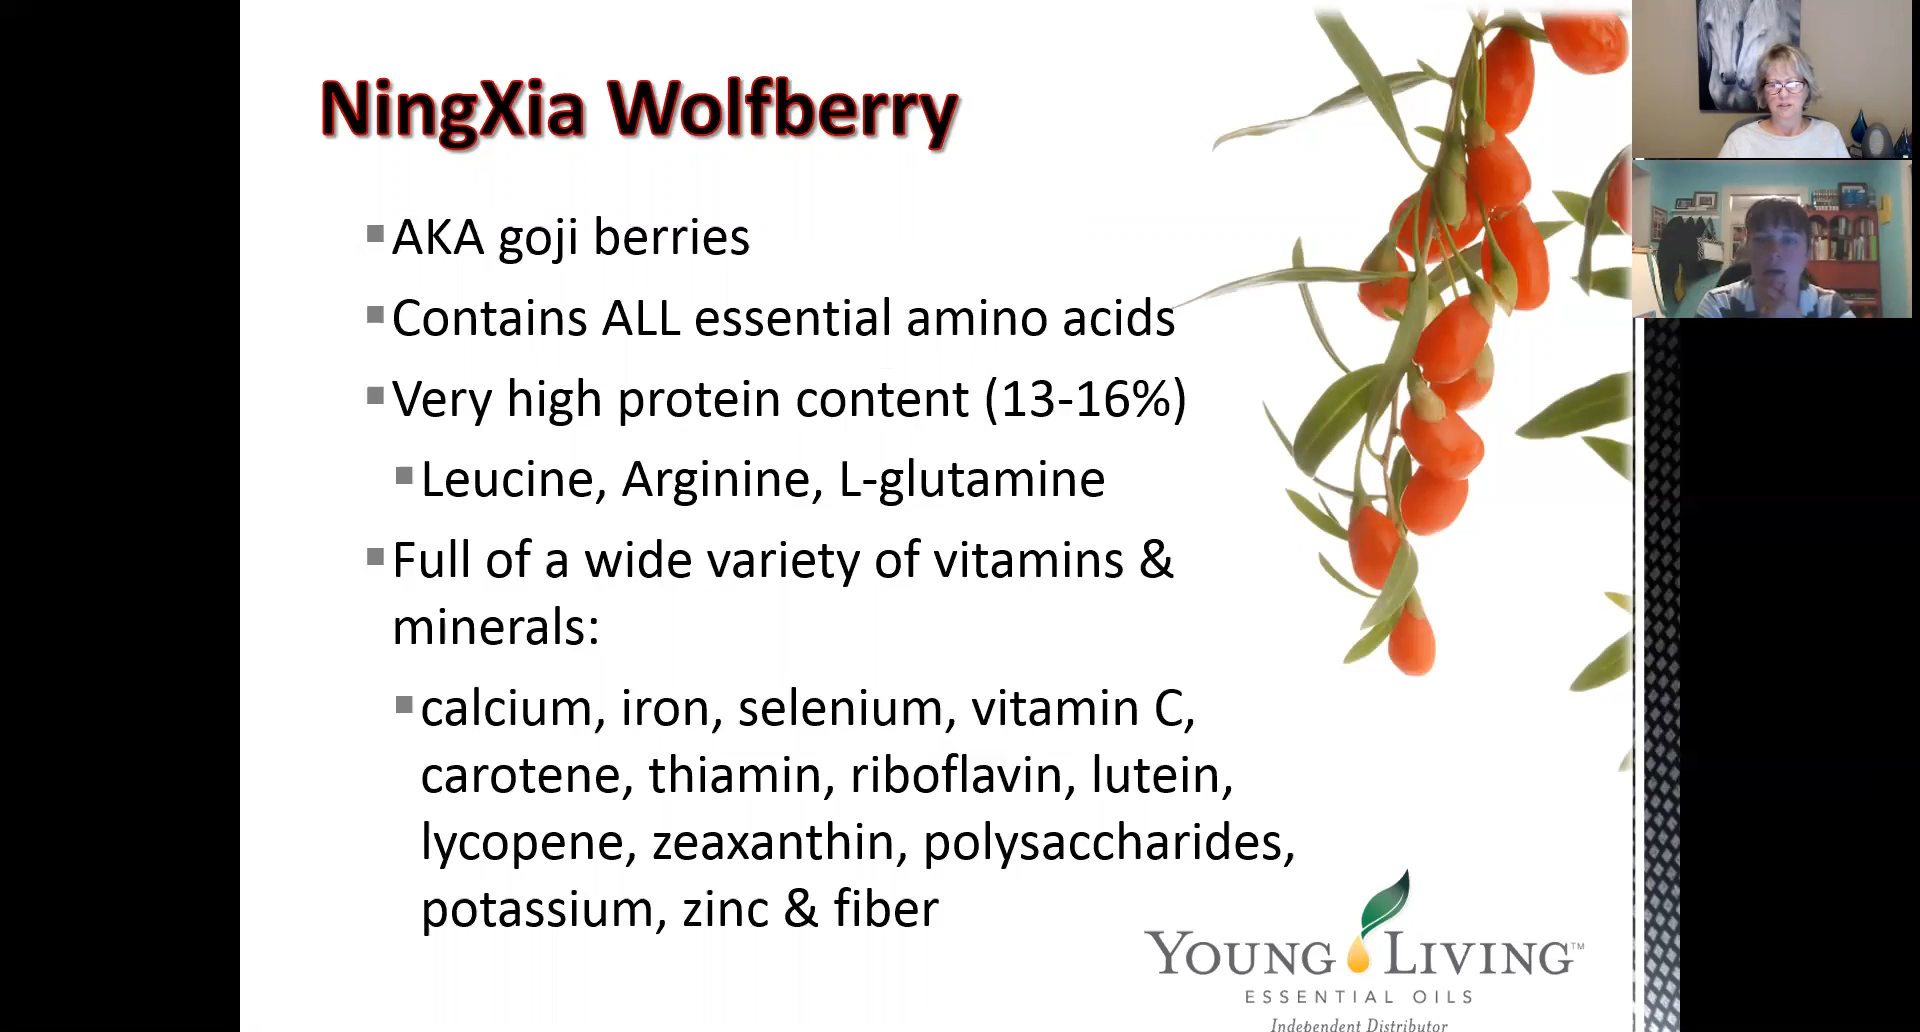 NingXia Wolfberry
AKA goji berries
Contains ALL essential amino acids
Very high protein content (13-16%)
Leucine, Arginine, L-glutamine
Full of a wide variety of vitamins &
minerals:
calcium, iron, selenium, vitamin C,
carotene, thiamin, riboflavin, lutein,
lycopene, zeaxanthin, polysaccharides,
potassium, zinc & fiber
YOUNG LIVING™
ESSENTIAL OILS
Independent Distributor